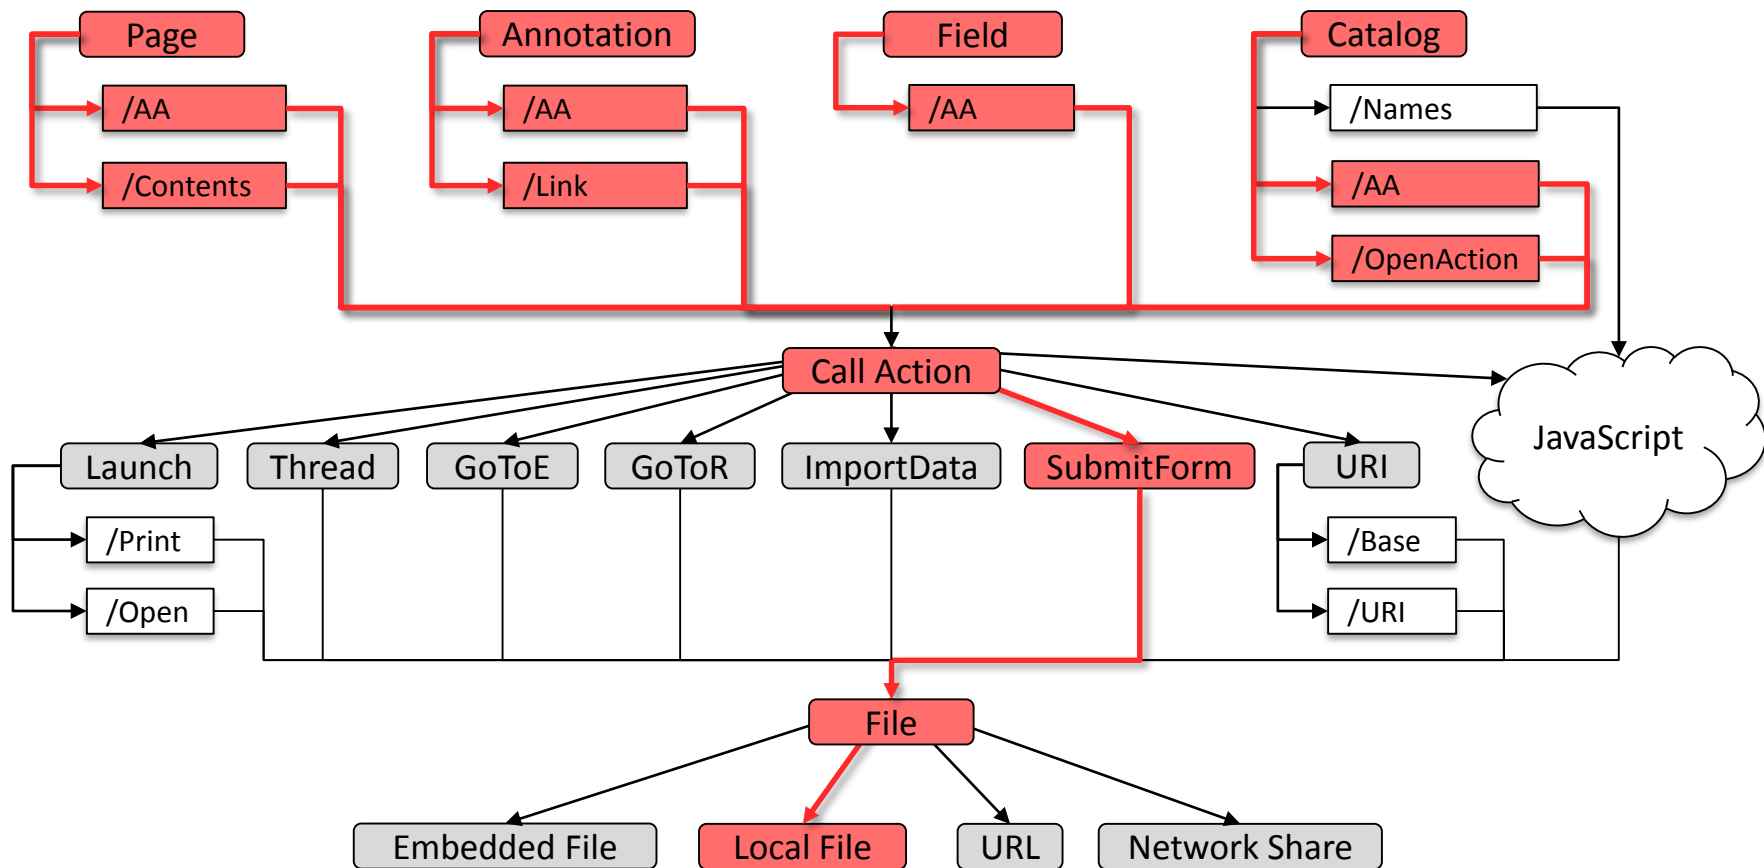 Page
Annotation
Field
Catalog
/AA
/AA
/AA
/Names
/Contents
/Link
/AA
/OpenAction
Call Action
JavaScript
Launch
Thread
GoToE
GoToR
ImportData
SubmitForm
URI
/Print
/Base
/Open
/URI
File
Embedded File
Local File
URL
Network Share